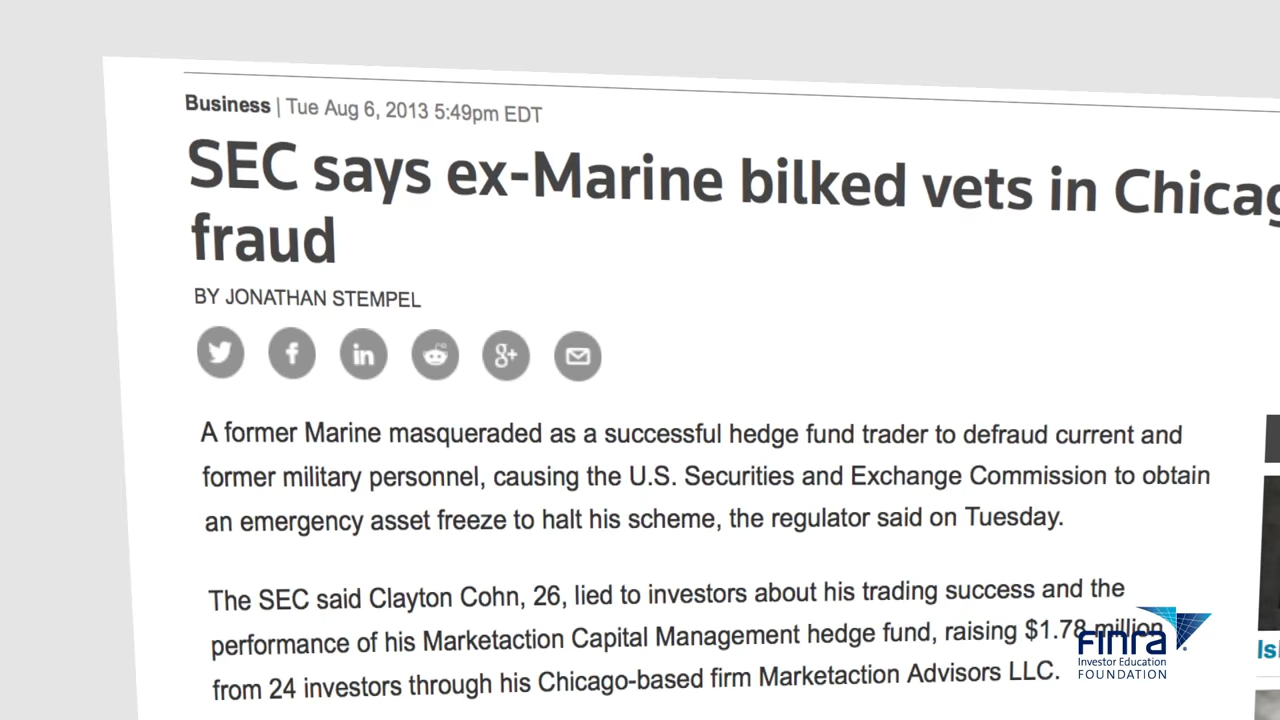 Business | Tue Aug 6, 2013 5:49pm EDT
SEC says ex-Marine bilked vets in Chicag
fraud
BY JONATHAN STEMPEL
A former Marine masqueraded as a successful hedge fund trader to defraud current and
former military personnel, causing the U.S. Securities and Exchange Commission to obtain
an emergency asset freeze to halt his scheme, the regulator said on Tuesday.
The SEC said Clayton Cohn, 26, lied to investors about his trading success and the
performance of his Marketaction Capital Management hedge fund, raising $1.78 million
from 24 investors through his Chicago-based firm Marketaction Advisors LLC.
finra
Investor Education
FOUNDATION